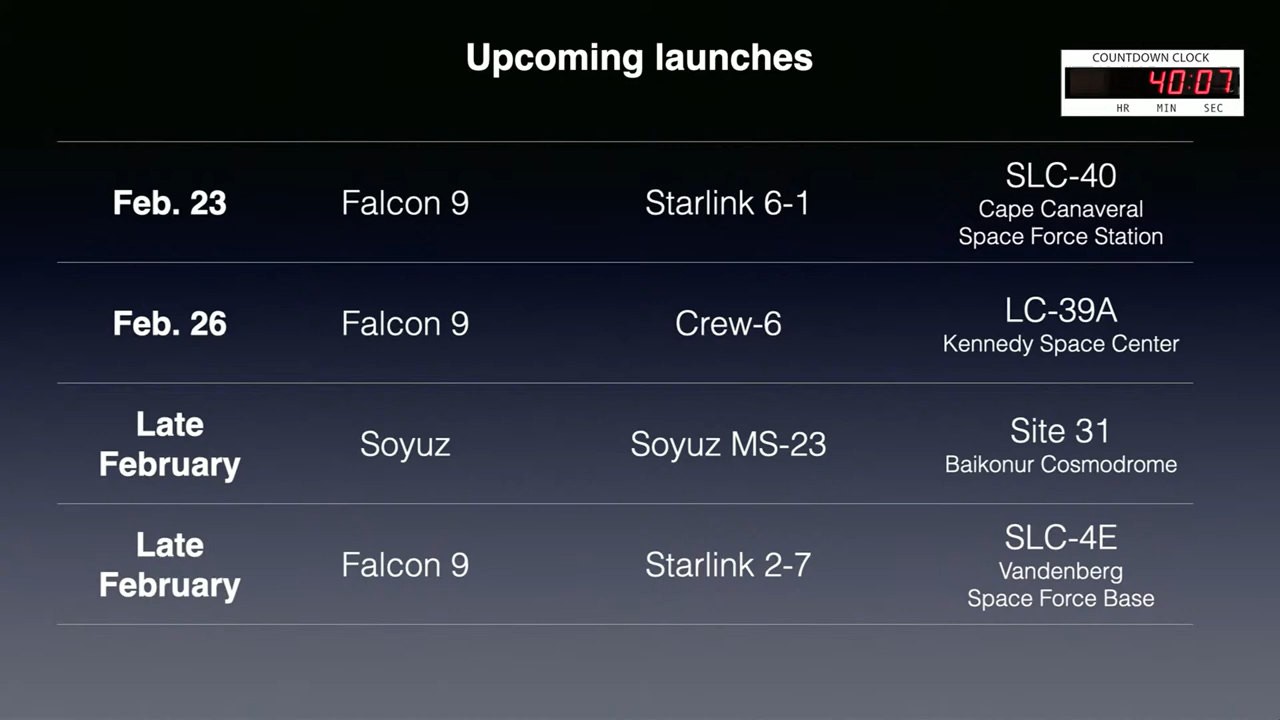 Upcoming launches
COUNTDOWN CLOCK
40:07
HR MIN SEC
Feb. 23 Falcon 9 Starlink 6-1 SLC-40
Cape Canaveral
Space Force Station
Feb. 26 Falcon 9 Crew-6 LC-39A
Kennedy Space Center
Late
February Soyuz Soyuz MS-23 Site 31
Baikonur Cosmodrome
Late
February Falcon 9 Starlink 2-7 SLC-4E
Vandenberg
Space Force Base